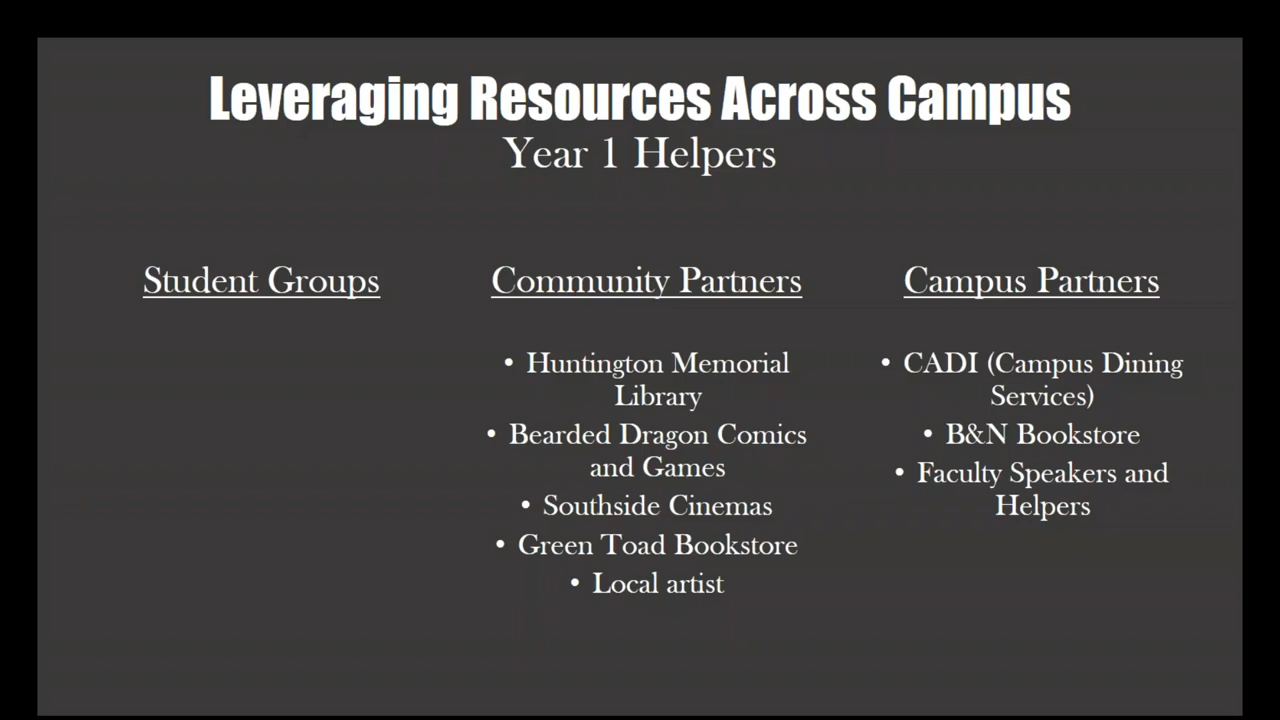 Leveraging Resources Across Campus
Year 1 Helpers
Student Groups
Community Partners
• Huntington Memorial
Library
• Bearded Dragon Comics
and Games
• Southside Cinemas
• Green Toad Bookstore
• Local artist
Campus Partners
• CADI (Campus Dining
Services)
• B&N Bookstore
• Faculty Speakers and
Helpers